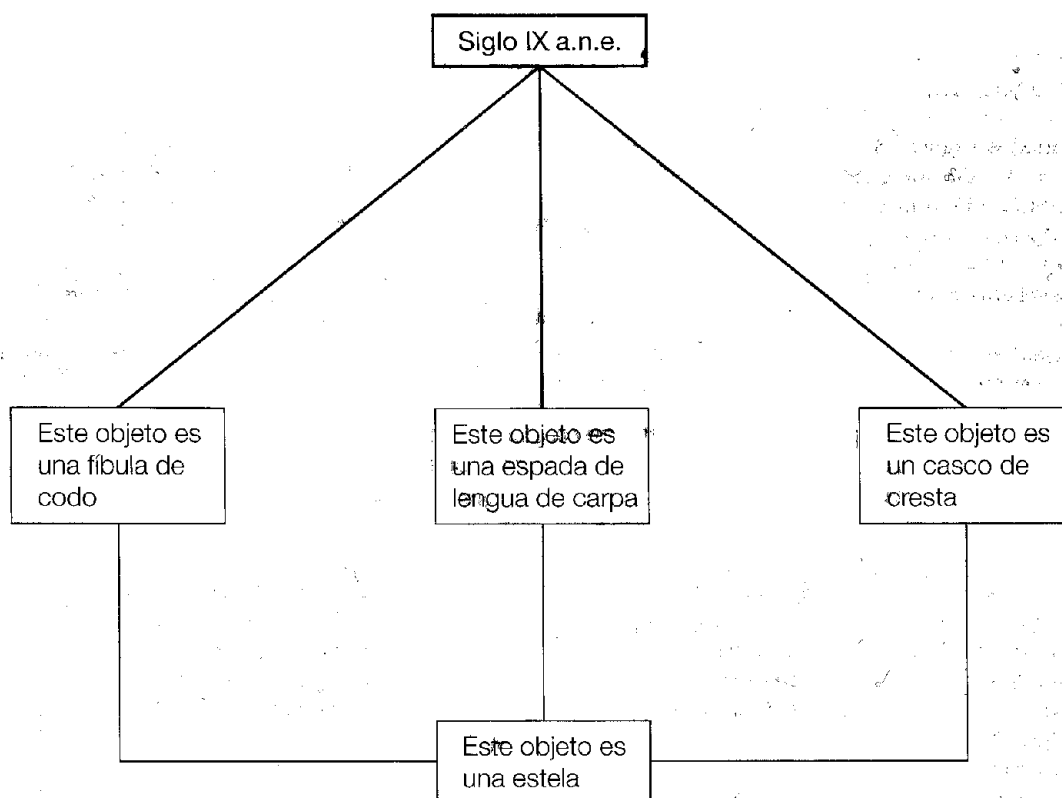 Siglo IX a.n.e.
Este objeto es
una fíbula de
codo
Este objeto es
una espada de
lengua de carpa
Este objeto es
un casco de
cresta
Este objeto es
una estela